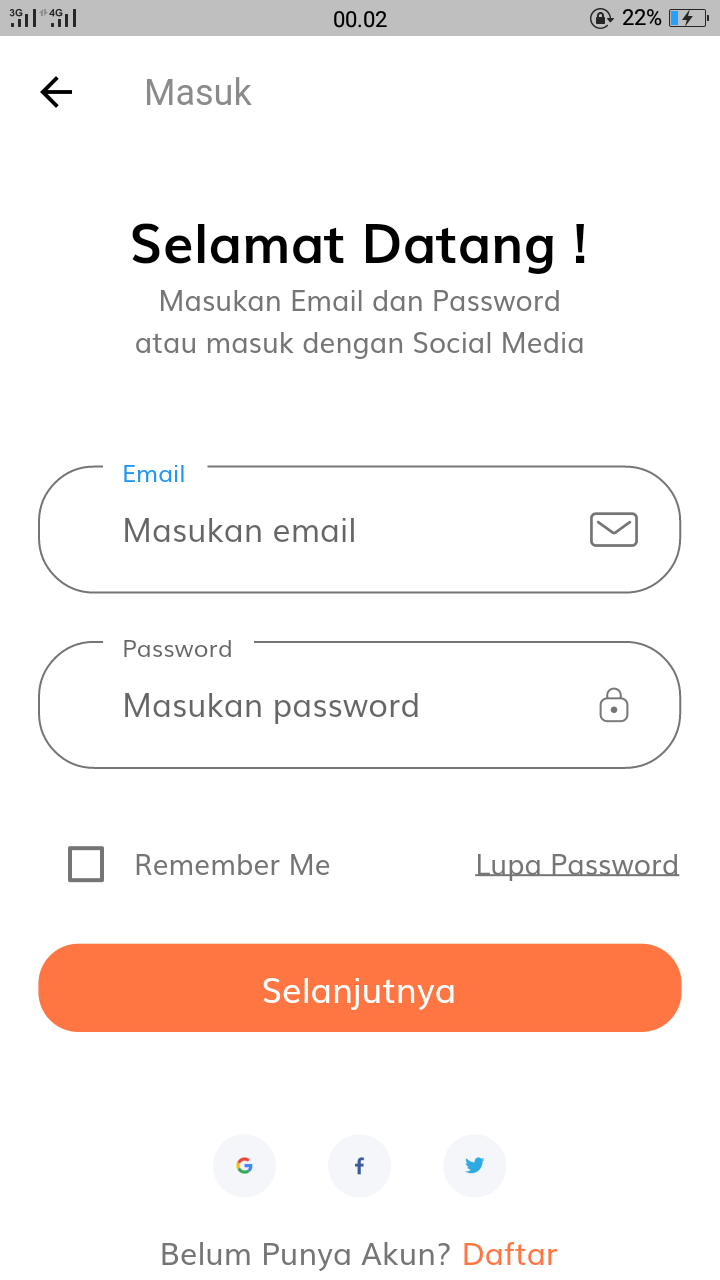 3G 4G 00.02 22%
Masuk
Selamat Datang !
Masukan Email dan Password
atau masuk dengan Social Media
Email
Masukan email
Password
Masukan password
Remember Me Lupa Password
Selanjutnya
Belum Punya Akun? Daftar